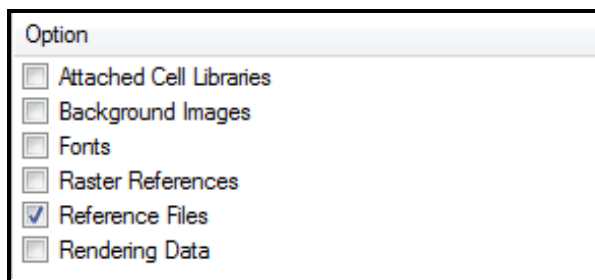 Option
Attached Cell Libraries
Background Images
Fonts
Raster References
Reference Files
Rendering Data